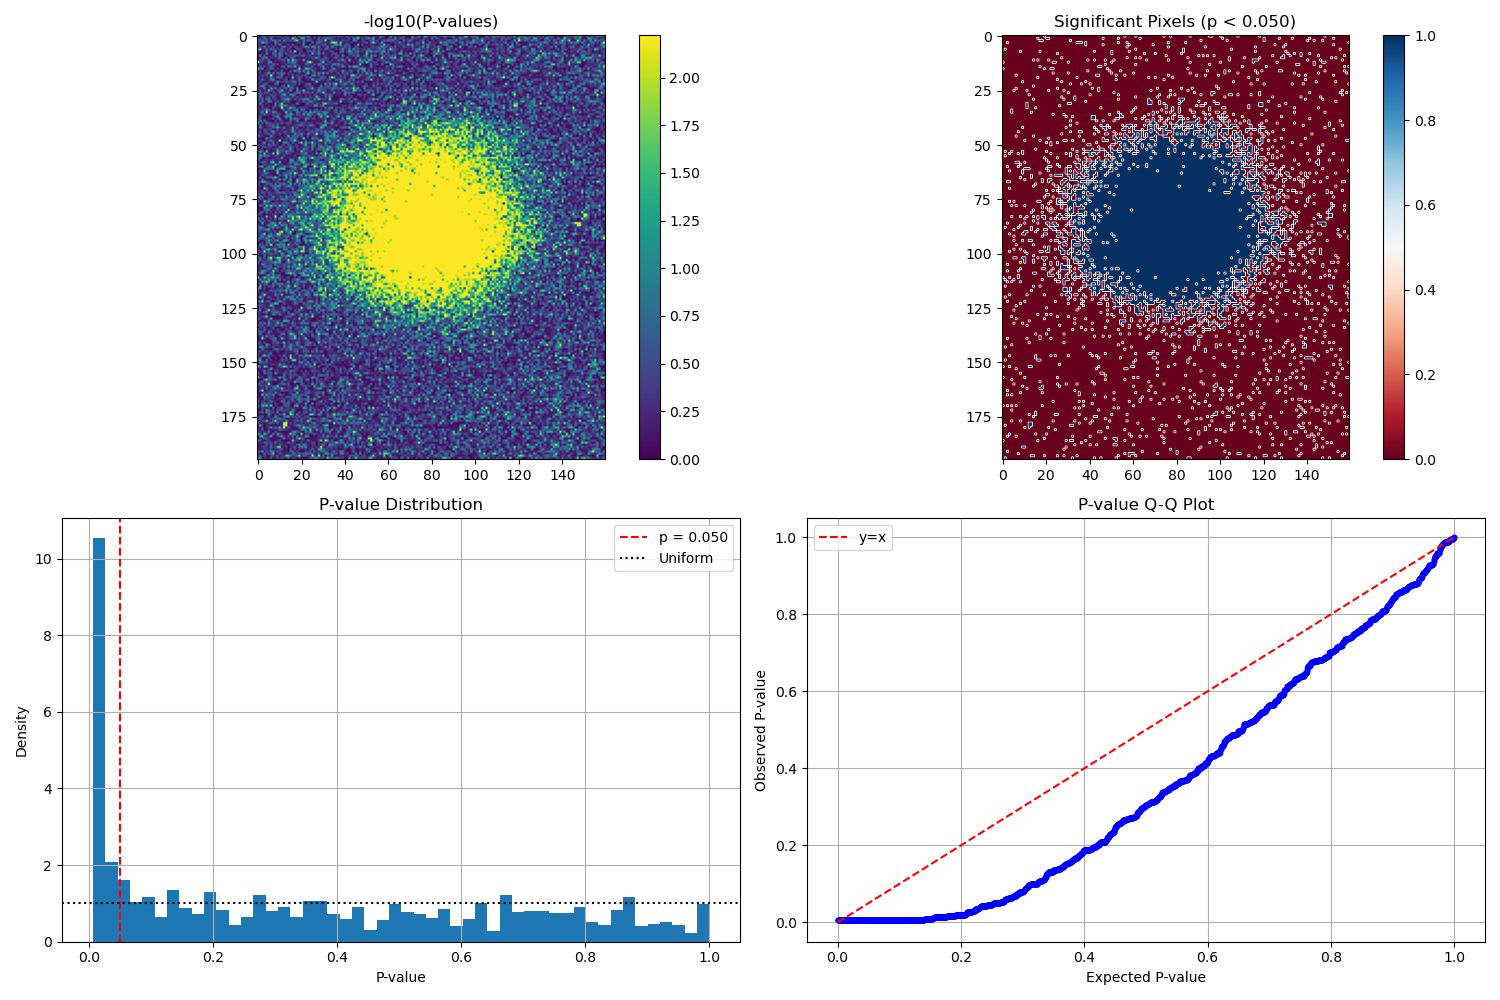 -log10(P-values)
0
25
50
75
100
125
150
175
0 20 40 60 80 100 120 140
2.00
1.75
1.50
1.25
1.00
0.75
0.50
0.25
0.00
Significant Pixels (p < 0.050)
0
25
50
75
100
125
150
175
0 20 40 60 80 100 120 140
1.0
0.8
0.6
0.4
0.2
0.0
P-value Distribution
p = 0.050
Uniform
Density
10
8
6
4
2
0
0.0 0.2 0.4 0.6 0.8 1.0
P-value
P-value Q-Q Plot
y=x
Observed P-value
1.0
0.8
0.6
0.4
0.2
0.0
0.0 0.2 0.4 0.6 0.8 1.0
Expected P-value